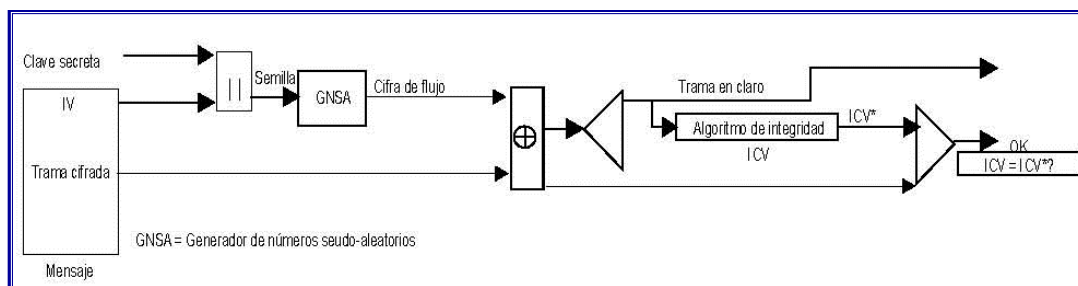 Clave secreta
IV
Trama cifrada
Mensaje
||
Semilla
GNSA
Cifra de flujo
Trama en claro
Algoritmo de integridad
ICV*
ICV
OK
ICV = ICV*?
GNSA = Generador de números seudo-aleatorios